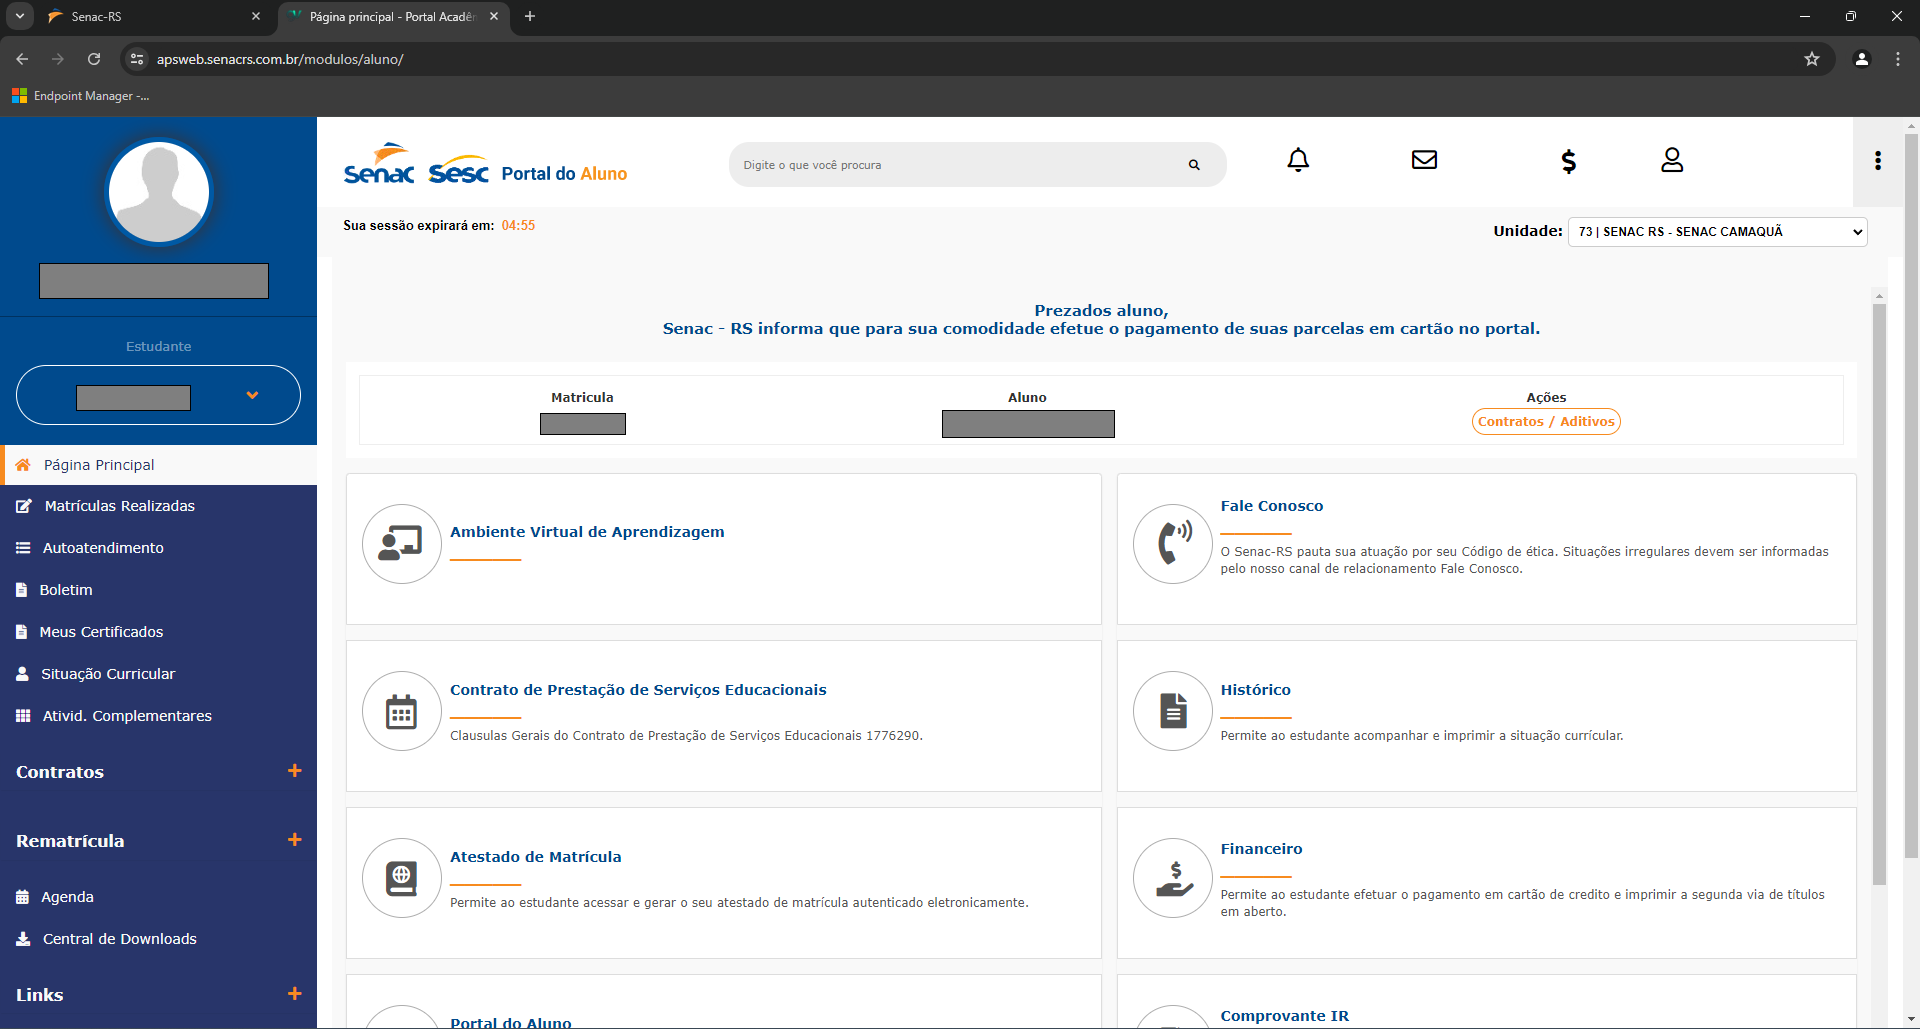 Senac-RS
Página principal - Portal Acadêm
apsweb.senacrs.com.br/modulos/aluno/
Endpoint Manager -...
Senac Sesc Portal do Aluno
Digite o que você procura
Sua sessão expirará em: 04:55
Unidade: 73 | SENAC RS - SENAC CAMAQUÃ
Estudante
Página Principal
Matrículas Realizadas
Autoatendimento
Boletim
Meus Certificados
Situação Curricular
Ativid. Complementares
Contratos
Rematrícula
Agenda
Central de Downloads
Links
Prezados aluno,
Senac - RS informa que para sua comodidade efetue o pagamento de suas parcelas em cartão no portal.
Matricula
Aluno
Ações
Contratos / Aditivos
Ambiente Virtual de Aprendizagem
Fale Conosco
O Senac-RS pauta sua atuação por seu Código de ética. Situações irregulares devem ser informadas
pelo nosso canal de relacionamento Fale Conosco.
Contrato de Prestação de Serviços Educacionais
Clausulas Gerais do Contrato de Prestação de Serviços Educacionais 1776290.
Histórico
Permite ao estudante acompanhar e imprimir a situação currícular.
Atestado de Matrícula
Permite ao estudante acessar e gerar o seu atestado de matrícula autenticado eletronicamente.
Financeiro
Permite ao estudante efetuar o pagamento em cartão de credito e imprimir a segunda via de títulos
em aberto.
Portal do Aluno
Comprovante IR